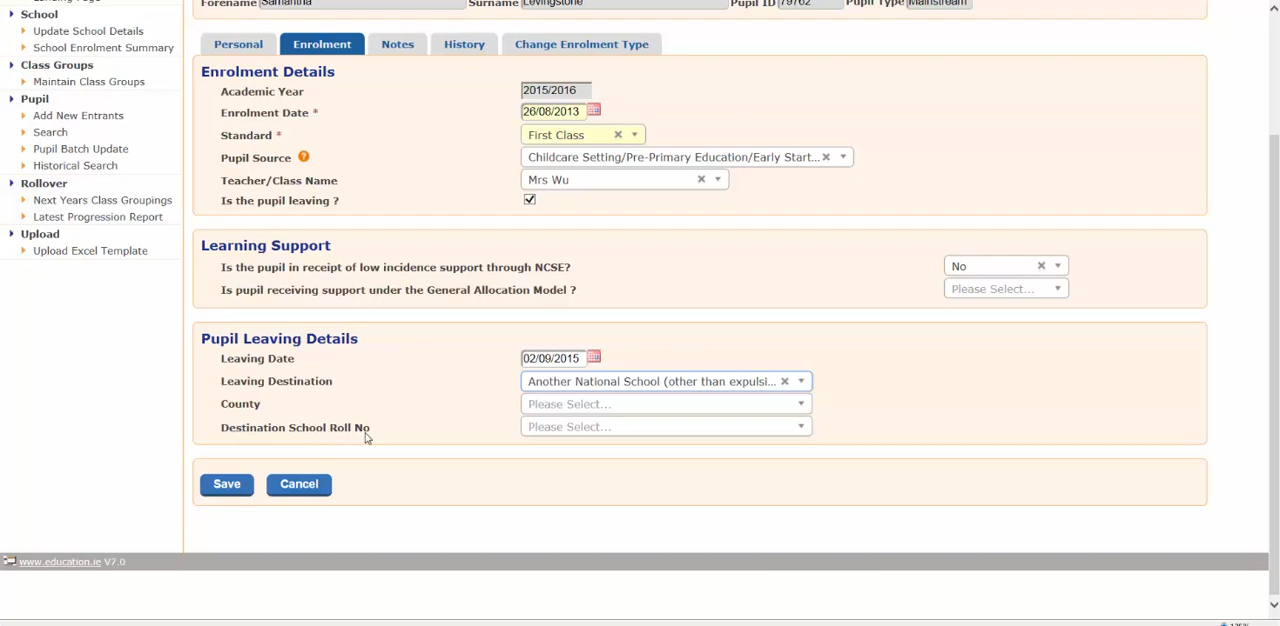 Landing Page
Forename Samantha Surname Levingstone Pupil ID 79762 Pupil Type Mainstream
School
Update School Details
School Enrolment Summary
Class Groups
Maintain Class Groups
Pupil
Add New Entrants
Search
Pupil Batch Update
Historical Search
Rollover
Next Years Class Groupings
Latest Progression Report
Upload
Upload Excel Template
Personal Enrolment Notes History Change Enrolment Type
Enrolment Details
Academic Year 2015/2016
Enrolment Date * 26/08/2013
Standard * First Class
Pupil Source ? Childcare Setting/Pre-Primary Education/Early Start...
Teacher/Class Name Mrs Wu
Is the pupil leaving ?
Learning Support
Is the pupil in receipt of low incidence support through NCSE? No
Is pupil receiving support under the General Allocation Model ? Please Select...
Pupil Leaving Details
Leaving Date 02/09/2015
Leaving Destination Another National School (other than expulsi...
County Please Select...
Destination School Roll No Please Select...
Save Cancel
www.education.ie V7.0